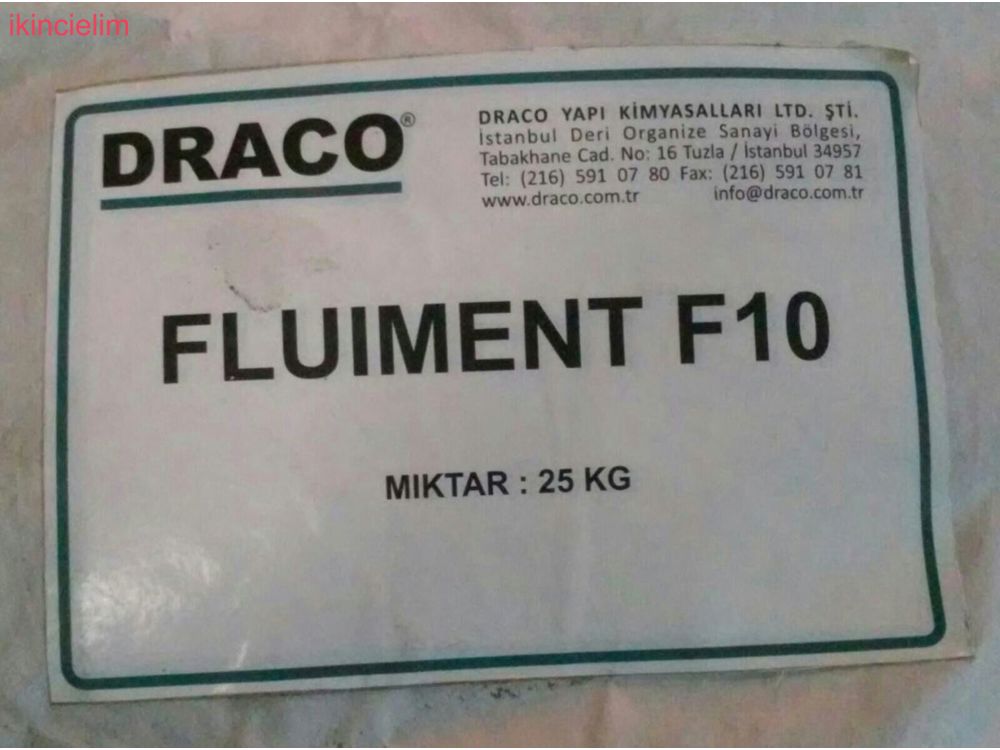 ikincielim
DRACO®
DRACO YAPI KİMYASALLARI LTD. ŞTİ.
İstanbul Deri Organize Sanayi Bölgesi,
Tabakhane Cad. No: 16 Tuzla / İstanbul 34957
Tel: (216) 591 07 80 Fax: (216) 591 07 81
www.draco.com.tr info@draco.com.tr
FLUIMENT F10
MIKTAR : 25 KG